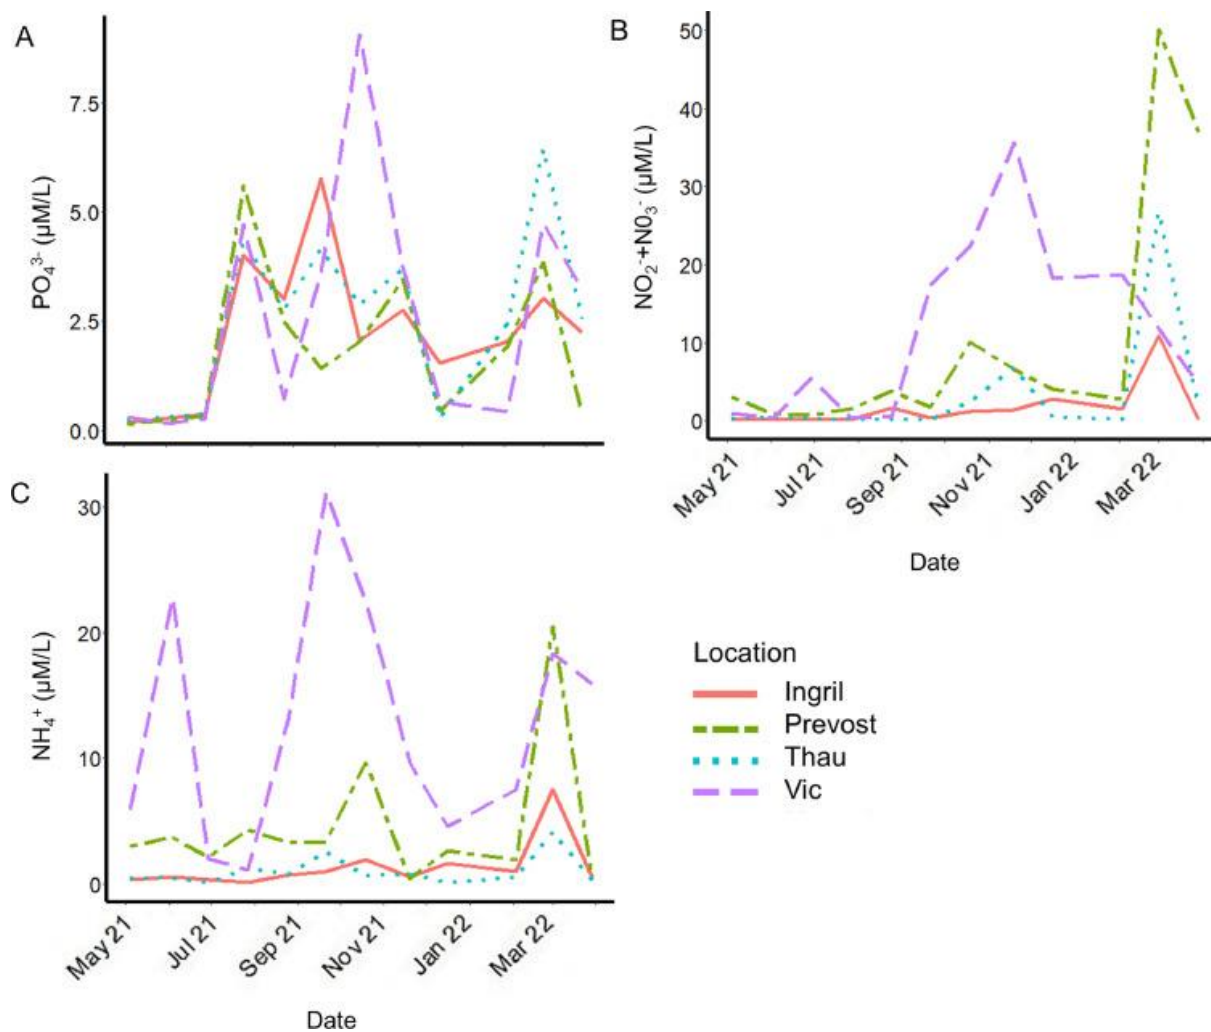 A
PO₄³⁻ (µM/L)
7.5
5.0
2.5
0.0
B
NO₂⁻+N0₃⁻ (µM/L)
50
40
30
20
10
0
May 21
Jul 21
Sep 21
Nov 21
Jan 22
Mar 22
Date
C
NH₄⁺ (µM/L)
30
20
10
0
May 21
Jul 21
Sep 21
Nov 21
Jan 22
Mar 22
Date
Location
Ingril
Prevost
Thau
Vic